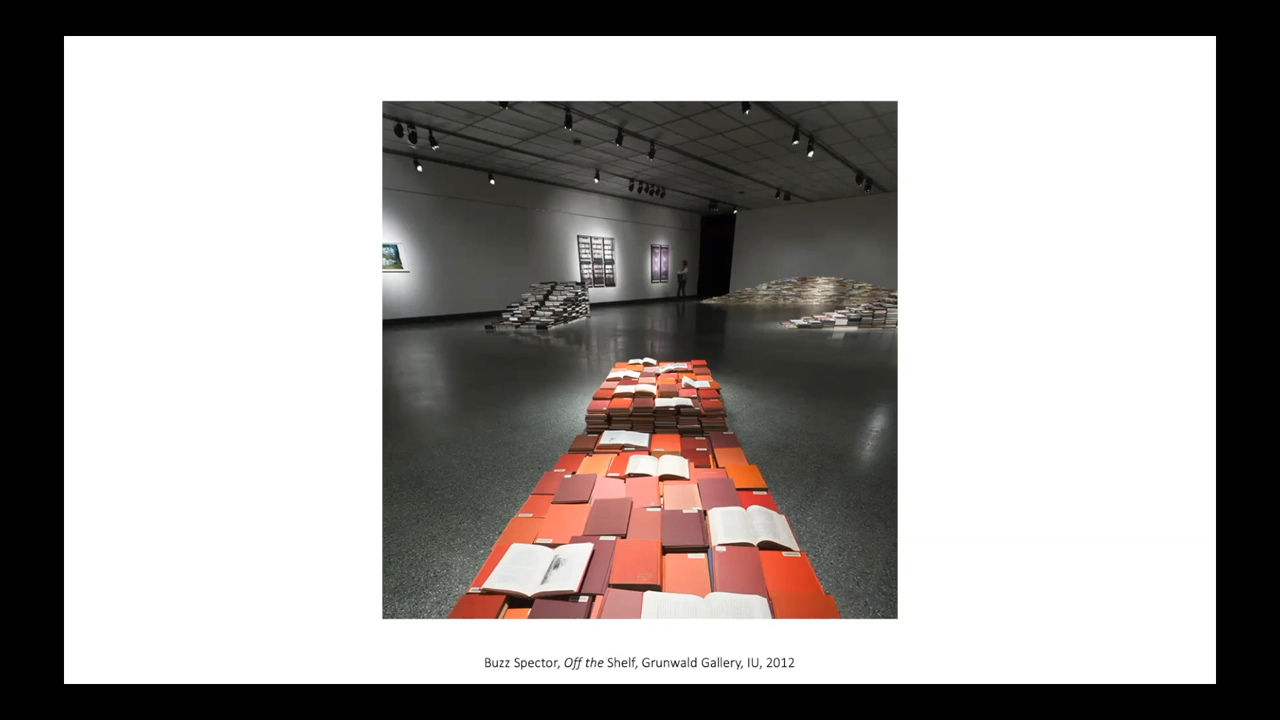 Buzz Spector, Off the Shelf, Grunwald Gallery, IU, 2012